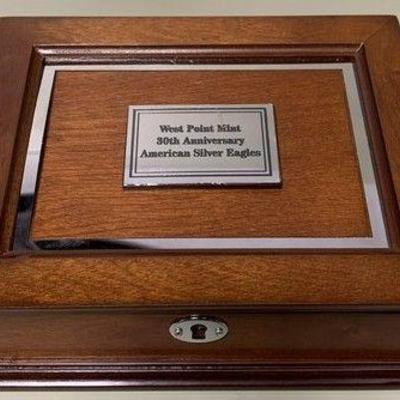 West Point Mint
30th Anniversary
American Silver Eagles